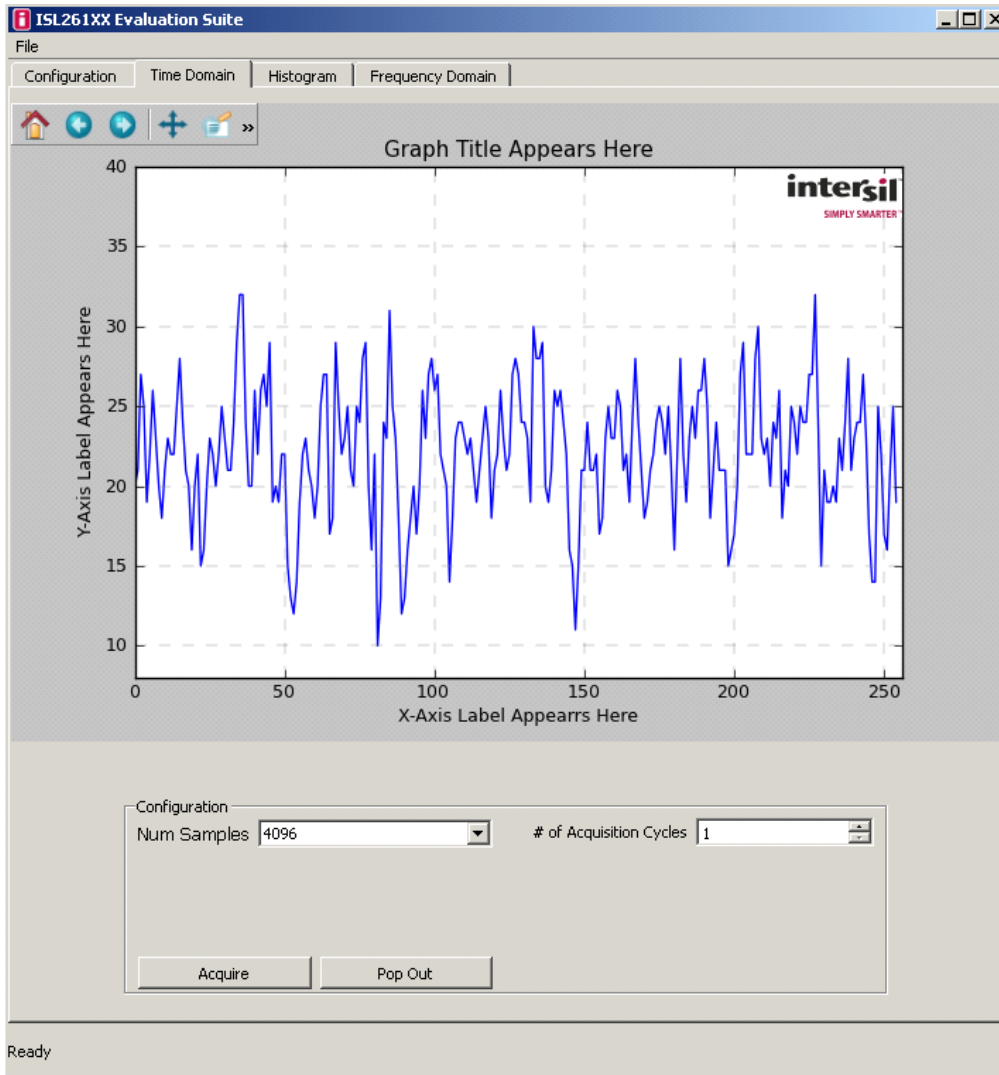 ISL261XX Evaluation Suite
File
Configuration
Time Domain
Histogram
Frequency Domain
»
Graph Title Appears Here
intersil™
SIMPLY SMARTER™
Y-Axis Label Appears Here
40
35
30
25
20
15
10
0 50 100 150 200 250
X-Axis Label Appearrs Here
Configuration
Num Samples 4096
# of Acquisition Cycles 1
Acquire
Pop Out
Ready